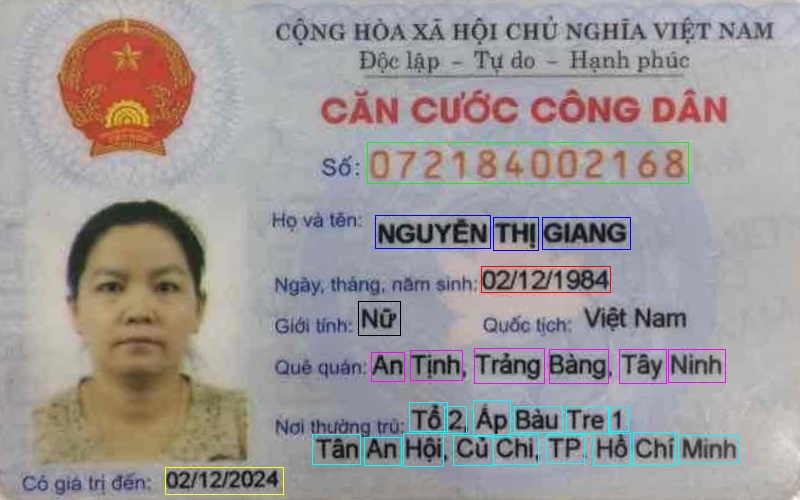 CỘNG HÒA XÃ HỘI CHỦ NGHĨA VIỆT NAM
Độc lập - Tự do - Hạnh phúc
CĂN CƯỚC CÔNG DÂN
Số: 072184002168
Họ và tên: NGUYỄN THỊ GIANG
Ngày, tháng, năm sinh: 02/12/1984
Giới tính: Nữ Quốc tịch: Việt Nam
Quê quán: An Tịnh, Trảng Bàng, Tây Ninh
Nơi thường trú: Tổ 2, Ấp Bàu Tre 1
Tân An Hội, Củ Chi, TP. Hồ Chí Minh
Có giá trị đến: 02/12/2024